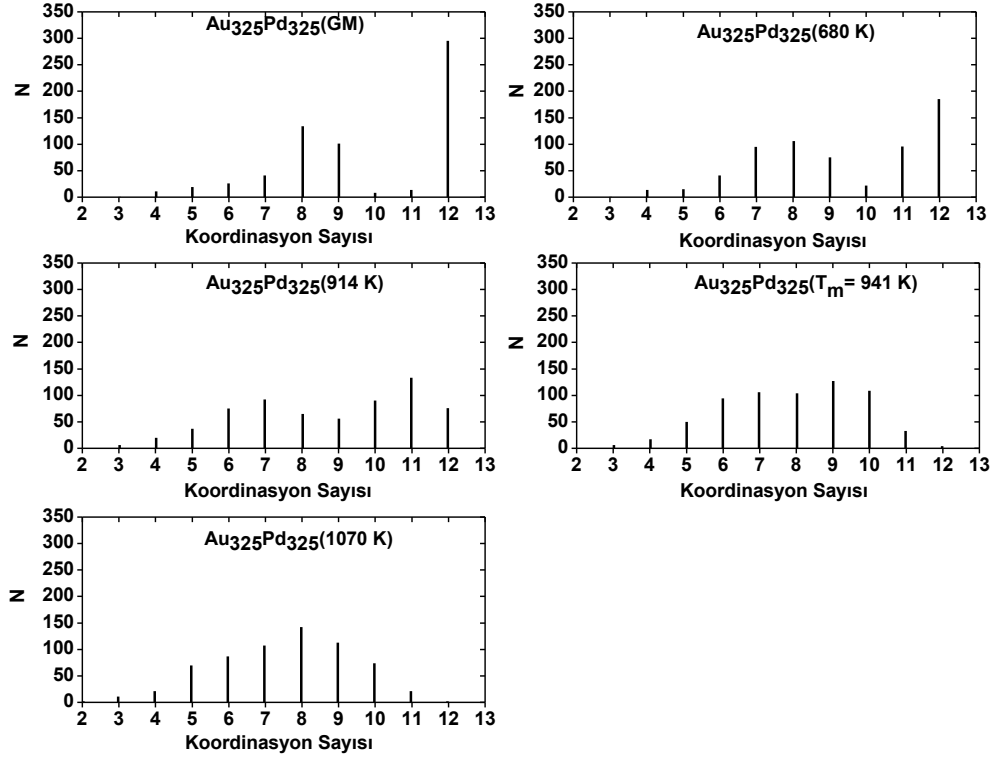 Au325Pd325(GM)
350
300
250
200
150
100
50
0
N
2 3 4 5 6 7 8 9 10 11 12 13
Koordinasyon Sayısı
Au325Pd325(680 K)
350
300
250
200
150
100
50
0
N
2 3 4 5 6 7 8 9 10 11 12 13
Koordinasyon Sayısı
Au325Pd325(914 K)
350
300
250
200
150
100
50
0
N
2 3 4 5 6 7 8 9 10 11 12 13
Koordinasyon Sayısı
Au325Pd325(Tm= 941 K)
350
300
250
200
150
100
50
0
N
2 3 4 5 6 7 8 9 10 11 12 13
Koordinasyon Sayısı
Au325Pd325(1070 K)
350
300
250
200
150
100
50
0
N
2 3 4 5 6 7 8 9 10 11 12 13
Koordinasyon Sayısı